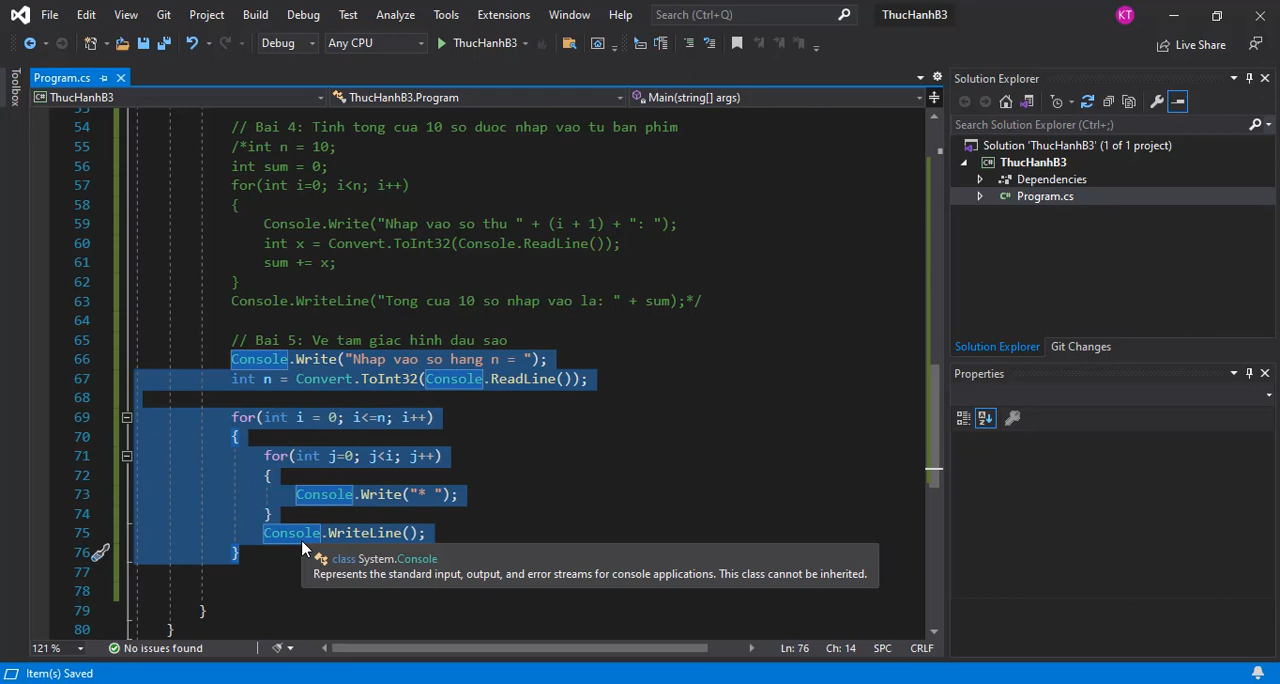 File Edit View Git Project Build Debug Test Analyze Tools Extensions Window Help Search (Ctrl+Q) ThucHanhB3 KT
Debug Any CPU ThucHanhB3 Live Share
Toolbox
Program.cs
ThucHanhB3 ThucHanhB3.Program Main(string[] args)
53
54 // Bai 4: Tinh tong cua 10 so duoc nhap vao tu ban phim
55 /*int n = 10;
56 int sum = 0;
57 for(int i=0; i<n; i++)
58 {
59 Console.Write("Nhap vao so thu " + (i + 1) + ": ");
60 int x = Convert.ToInt32(Console.ReadLine());
61 sum += x;
62 }
63 Console.WriteLine("Tong cua 10 so nhap vao la: " + sum);*/
64
65 // Bai 5: Ve tam giac hinh dau sao
66 Console.Write("Nhap vao so hang n = ");
67 int n = Convert.ToInt32(Console.ReadLine());
68
69 for(int i = 0; i<=n; i++)
70 {
71 for(int j=0; j<i; j++)
72 {
73 Console.Write("* ");
74 }
75 Console.WriteLine();
76 }
77
78
79 }
80 }
class System.Console
Represents the standard input, output, and error streams for console applications. This class cannot be inherited.
121 % No issues found Ln: 76 Ch: 14 SPC CRLF
Solution Explorer
Search Solution Explorer (Ctrl+;)
Solution 'ThucHanhB3' (1 of 1 project)
ThucHanhB3
Dependencies
C# Program.cs
Solution Explorer Git Changes
Properties
Item(s) Saved